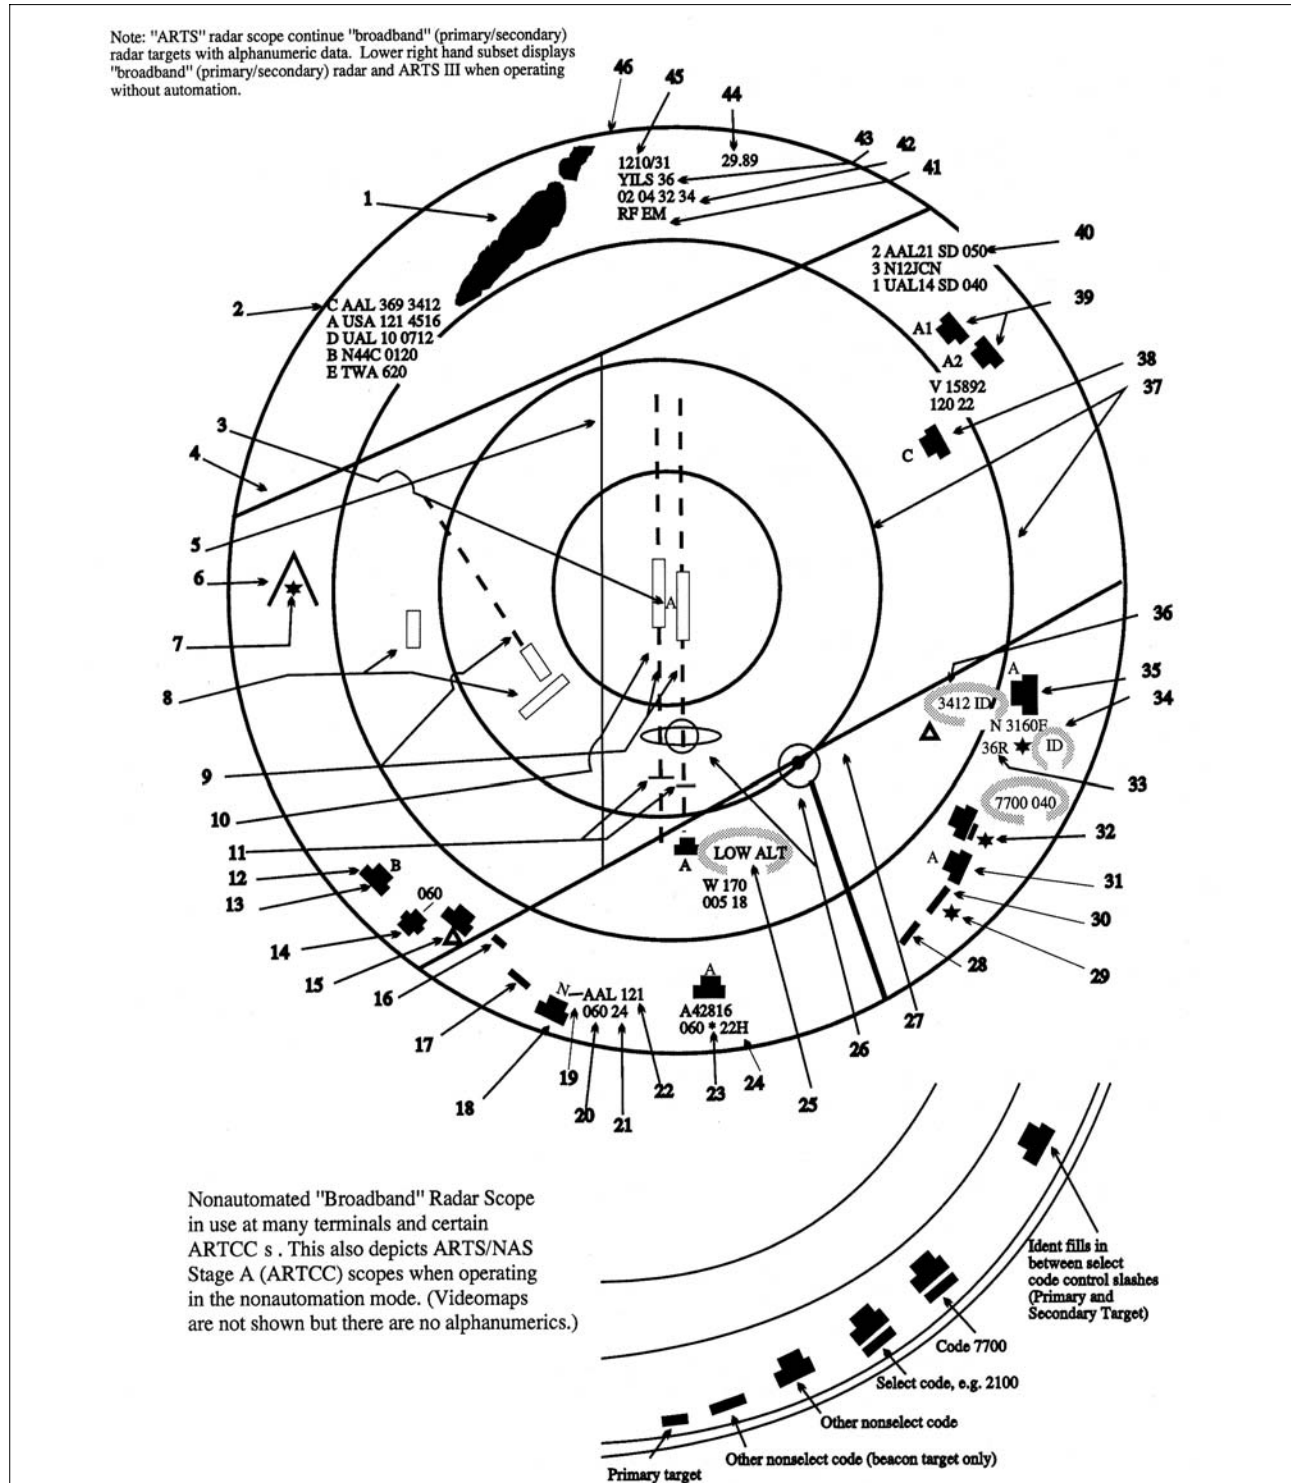 Note: "ARTS" radar scope continue "broadband" (primary/secondary)
radar targets with alphanumeric data. Lower right hand subset displays
"broadband" (primary/secondary) radar and ARTS III when operating
without automation.
46
45
44
43
42
41
1210/31
29.89
YILS 36
02 04 32 34
RF EM
1
40
2 AAL21 SD 050
3 N12JCN
1 UAL14 SD 040
2
C AAL 369 3412
A USA 121 4516
D UAL 10 0712
B N44C 0120
E TWA 620
39
A1
A2
38
V 15892
120 22
37
3
4
C
5
6
A
7
36
8
A
35
3412 ID
34
N 3160F
36R
ID
9
33
7700 040
10
32
11
LOW ALT
A
A
12
B
31
W 170
005 18
13
060
30
14
29
15
28
16
A
27
N
AAL 121
060 24
A42816
060 * 22H
26
17
25
24
23
22
19
18
20
21
Nonautomated "Broadband" Radar Scope
in use at many terminals and certain
ARTCC s . This also depicts ARTS/NAS
Stage A (ARTCC) scopes when operating
in the nonautomation mode. (Videomaps
are not shown but there are no alphanumerics.)
Ident fills in
between select
code control slashes
(Primary and
Secondary Target)
Code 7700
Select code, e.g. 2100
Other nonselect code
Other nonselect code (beacon target only)
Primary target